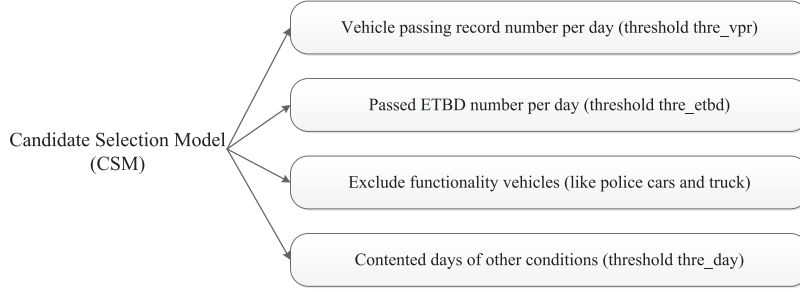 Vehicle passing record number per day (threshold thre_vpr)
Passed ETBD number per day (threshold thre_etbd)
Candidate Selection Model
(CSM)
Exclude functionality vehicles (like police cars and truck)
Contented days of other conditions (threshold thre_day)